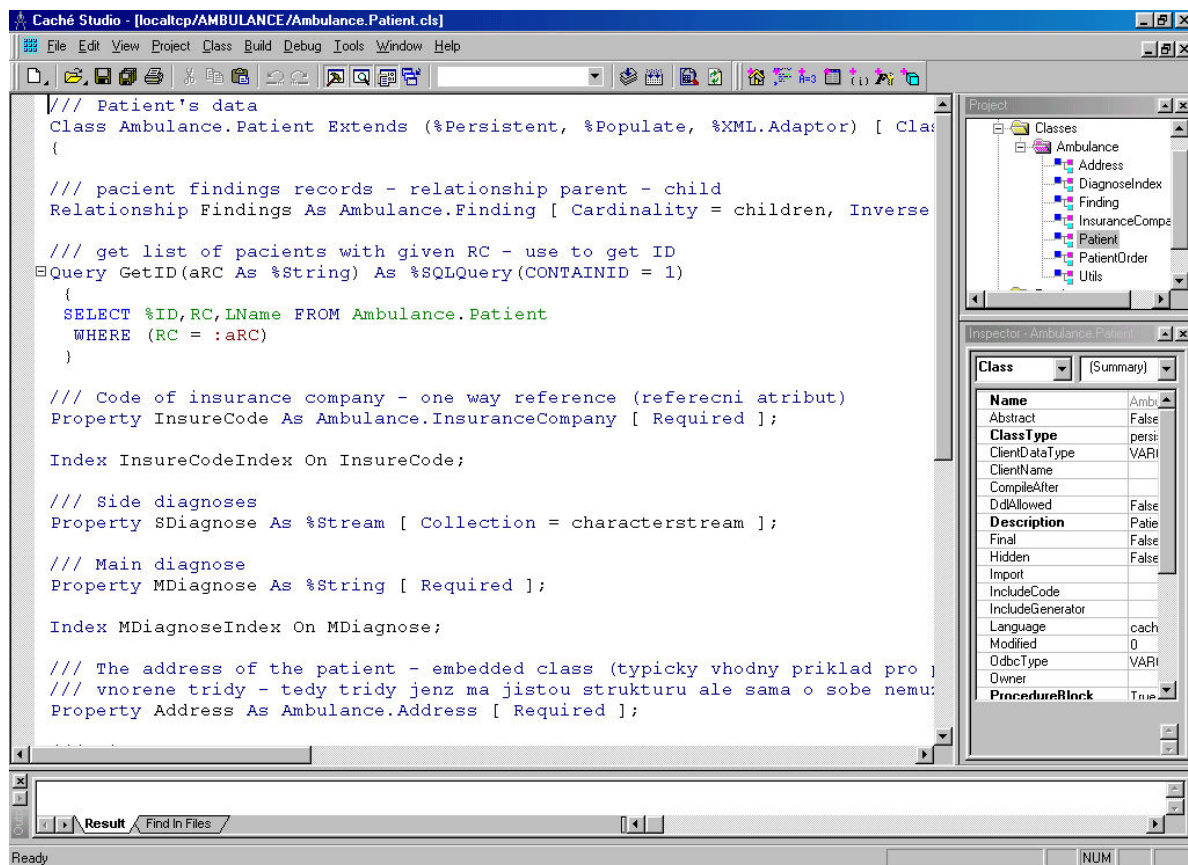 Caché Studio - [localtcp/AMBULANCE/Ambulance.Patient.cls]
File Edit View Project Class Build Debug Tools Window Help
/// Patient's data
Class Ambulance.Patient Extends (%Persistent, %Populate, %XML.Adaptor) [ Clas
{
/// pacient findings records - relationship parent - child
Relationship Findings As Ambulance.Finding [ Cardinality = children, Inverse
/// get list of pacients with given RC - use to get ID
Query GetID(aRC As %String) As %SQLQuery(CONTAINID = 1)
{
SELECT %ID,RC,LName FROM Ambulance.Patient
WHERE (RC = :aRC)
}
/// Code of insurance company - one way reference (referecni atribut)
Property InsureCode As Ambulance.InsuranceCompany [ Required ];
Index InsureCodeIndex On InsureCode;
/// Side diagnoses
Property SDiagnose As %Stream [ Collection = characterstream ];
/// Main diagnose
Property MDiagnose As %String [ Required ];
Index MDiagnoseIndex On MDiagnose;
/// The address of the patient - embedded class (typicky vhodny priklad pro p
/// vnorene tridy - tedy tridy jenz ma jistou strukturu ale sama o sobe nemuz
Property Address As Ambulance.Address [ Required ];
Project
Classes
Ambulance
Address
DiagnoseIndex
Finding
InsuranceCompa
Patient
PatientOrder
Utils
Inspector - Ambulance.Patient
Class (Summary)
Name Ambu
Abstract False
ClassType persi
ClientDataType VAR
ClientName
CompileAfter
DdlAllowed False
Description Patie
Final False
Hidden False
Import
IncludeCode
IncludeGenerator
Language cach
Modified 0
OdbcType VAR
Owner
ProcedureBlock True
Result Find In Files
Ready NUM